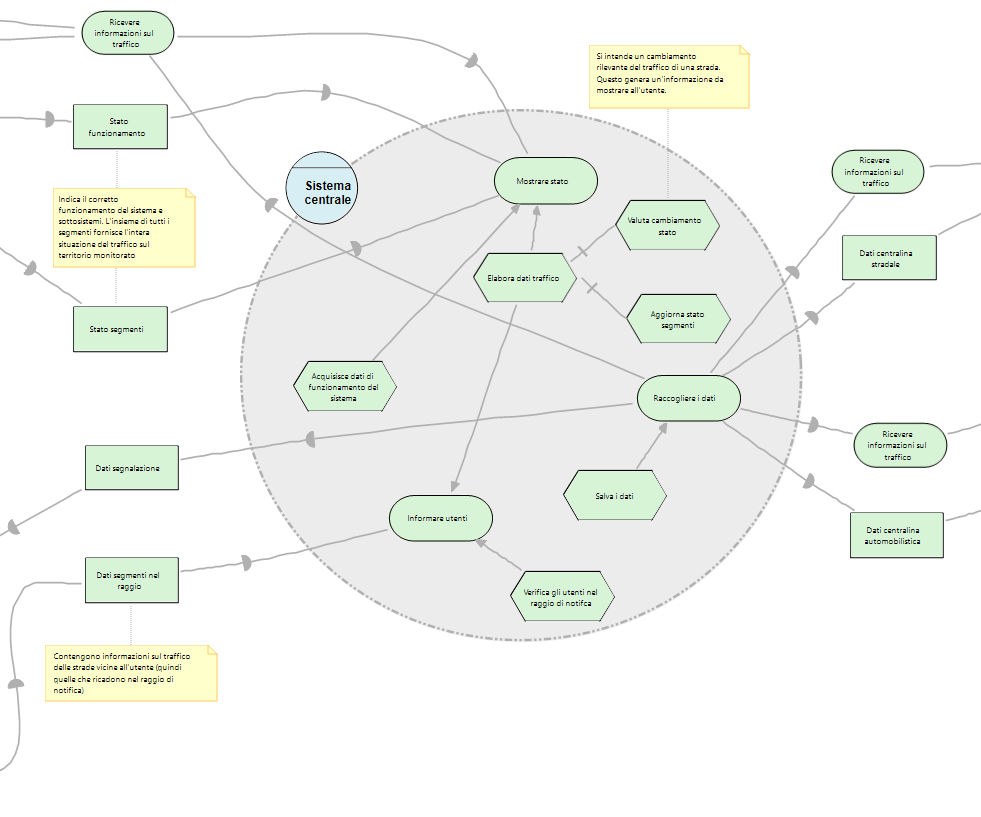 Ricevere
informazioni sul
traffico
Si intende un cambiamento
rilevante del traffico di una strada.
Questo genera un'informazione da
mostrare all'utente.
Stato
funzionamento
Sistema
centrale
Mostrare stato
Ricevere
informazioni sul
traffico
Indica il corretto
funzionamento del sistema e
sottosistemi. L'insieme di tutti i
segmenti fornisce l'intera
situazione del traffico sul
territorio monitorato
Valuta cambiamento
stato
Dati centralina
stradale
Elabora dati traffico
Stato segmenti
Aggiorna stato
segmenti
Acquisisce dati di
funzionamento del
sistema
Raccogliere i dati
Ricevere
informazioni sul
traffico
Dati segnalazione
Salva i dati
Informare utenti
Dati centralina
automobilistica
Dati segmenti nel
raggio
Verifica gli utenti nel
raggio di notifca
Contengono informazioni sul traffico
delle strade vicine all'utente (quindi
quelle che ricadono nel raggio di
notifica)